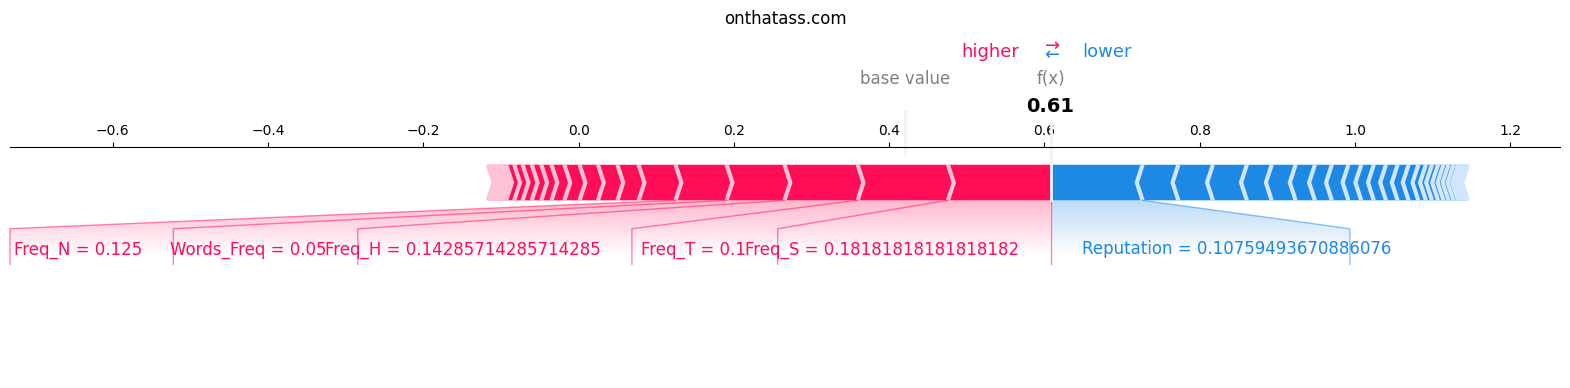 onthatass.com
higher ⇄ lower
base value f(x)
0.61
−0.6 −0.4 −0.2 0.0 0.2 0.4 0.6 0.8 1.0 1.2
Freq_N = 0.125 Words_Freq = 0.05 Freq_H = 0.14285714285714285 Freq_T = 0.1 Freq_S = 0.18181818181818182 Reputation = 0.10759493670886076